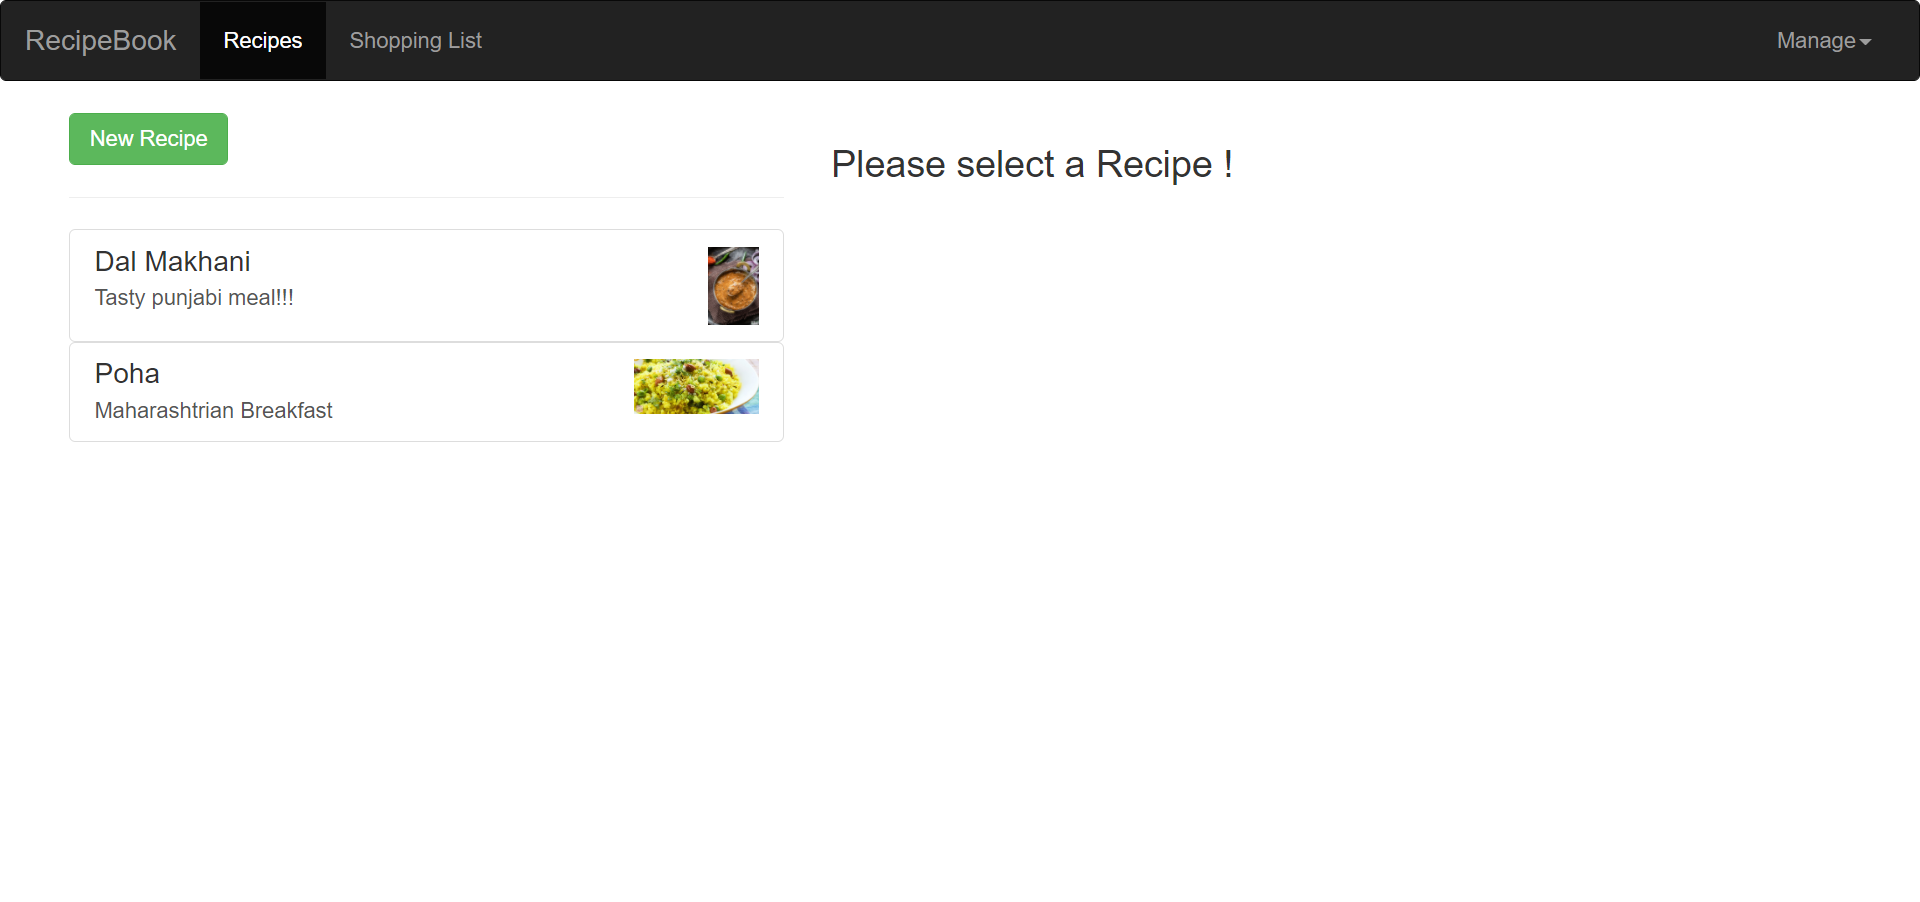 RecipeBook Recipes Shopping List Manage
New Recipe
Please select a Recipe !
Dal Makhani
Tasty punjabi meal!!!
Poha
Maharashtrian Breakfast